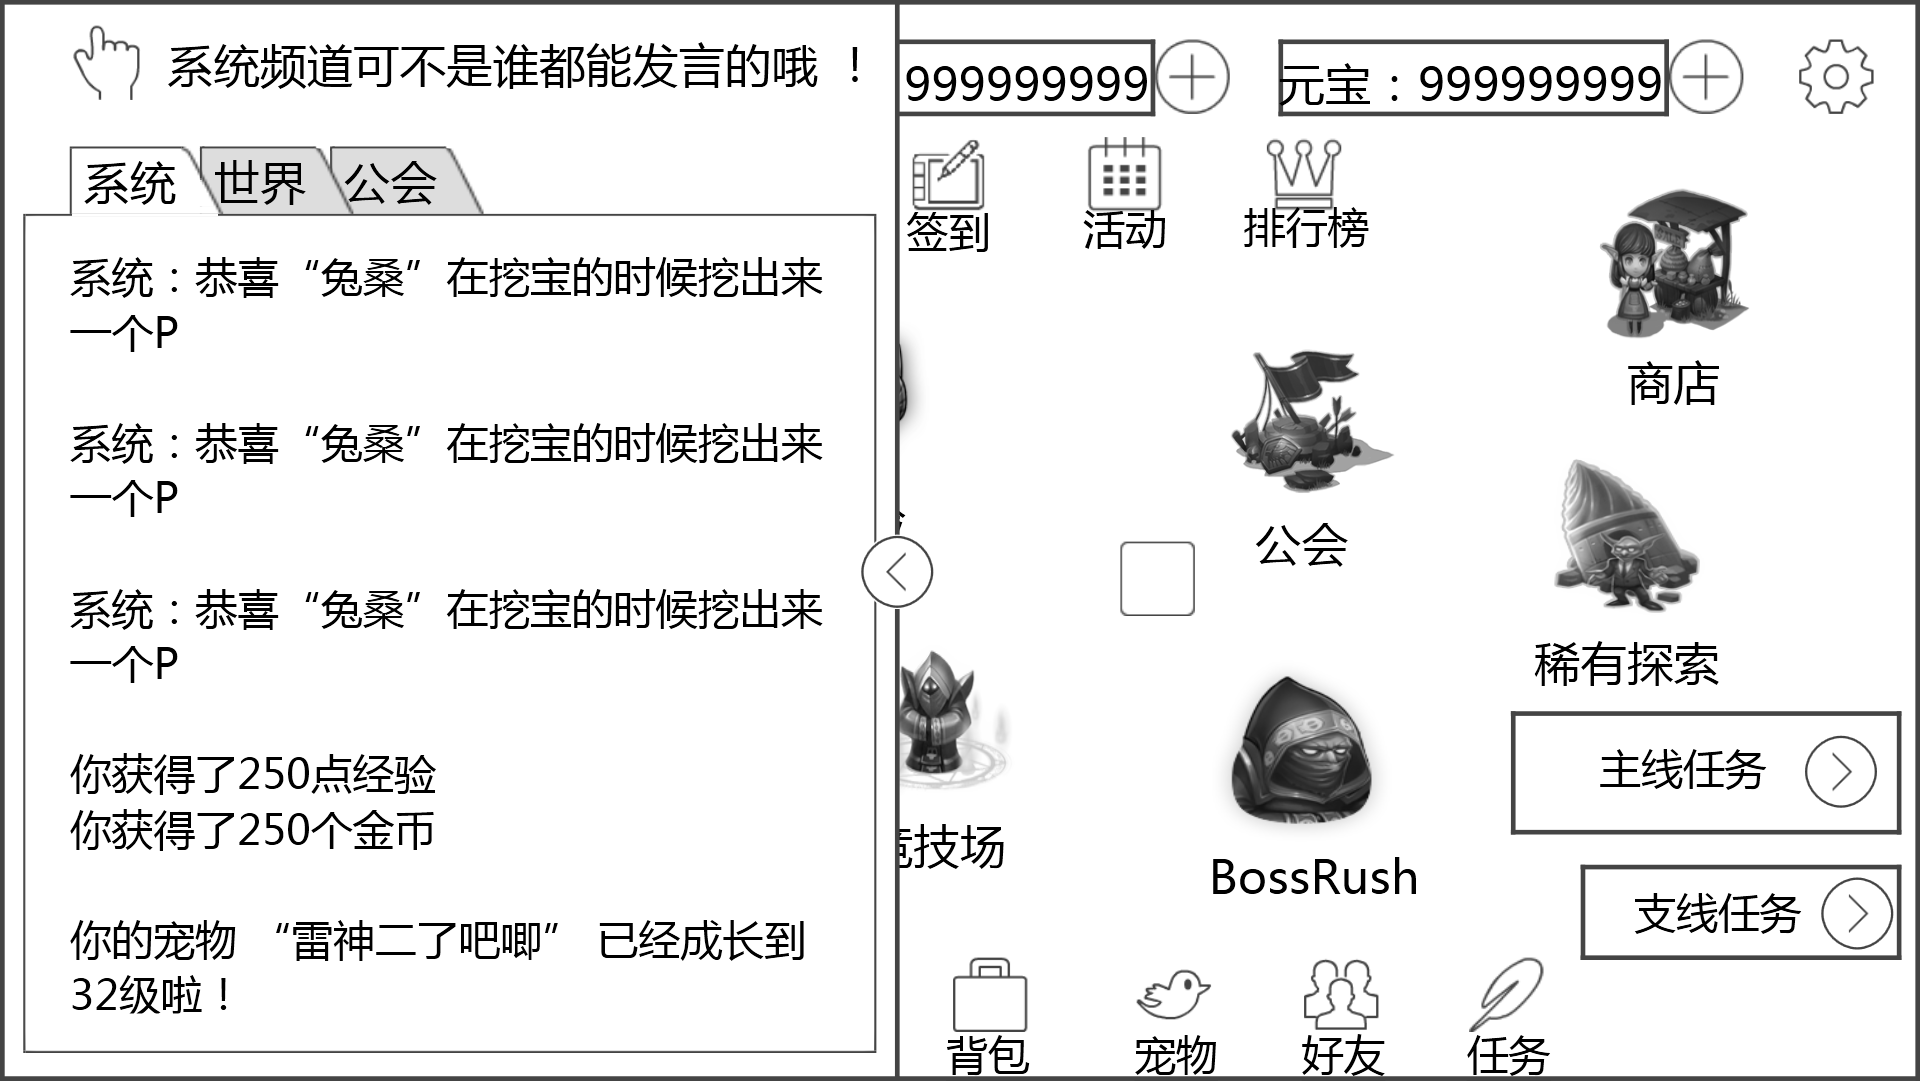 系统频道可不是谁都能发言的哦 ！
999999999
元宝：999999999
系统
世界
公会
签到
活动
排行榜
系统：恭喜“兔桑”在挖宝的时候挖出来
一个P
系统：恭喜“兔桑”在挖宝的时候挖出来
一个P
系统：恭喜“兔桑”在挖宝的时候挖出来
一个P
你获得了250点经验
你获得了250个金币
你的宠物 “雷神二了吧唧” 已经成长到
32级啦！
商店
公会
稀有探索
竞技场
BossRush
主线任务
支线任务
背包
宠物
好友
任务